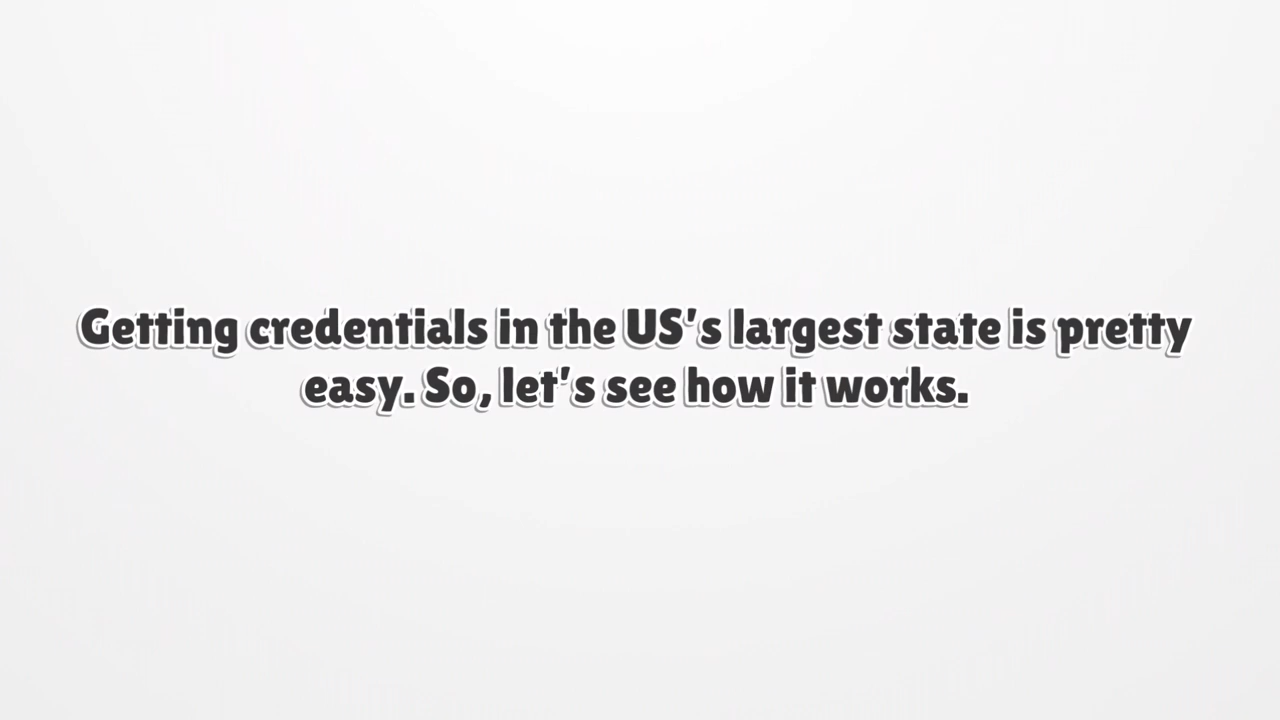 Getting credentials in the US's largest state is pretty
easy. So, let's see how it works.